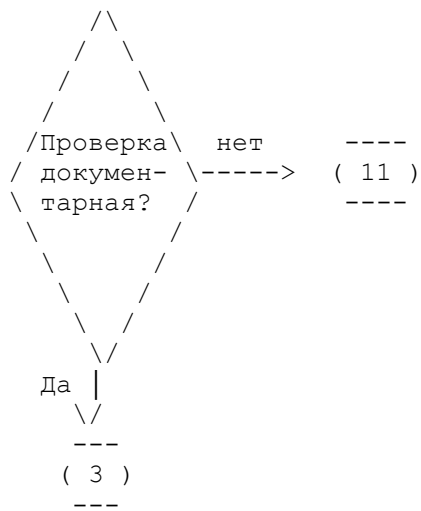 Проверка нет
докумен- ( 11 )
тарная?
Да
( 3 )